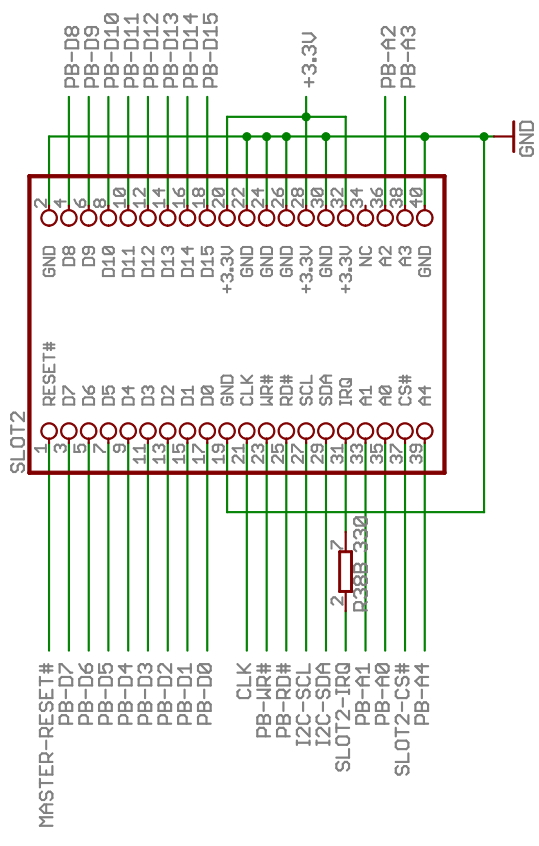 PB-D8
PB-D9
PB-D10
PB-D11
PB-D12
PB-D13
PB-D14
PB-D15
+3.3V
PB-A2
PB-A3
GND
2
4
6
8
10
12
14
16
18
20
22
24
26
28
30
32
34
36
38
40
GND
D8
D9
D10
D11
D12
D13
D14
D15
+3.3V
GND
GND
GND
+3.3V
GND
+3.3V
NC
A2
A3
GND
SLOT2
RESET#
D7
D6
D5
D4
D3
D2
D1
D0
GND
CLK
WR#
RD#
SCL
SDA
IRQ
A1
A0
CS#
A4
1
3
5
7
9
11
13
15
17
19
21
23
25
27
29
31
33
35
37
39
7
2
R38B 330
MASTER-RESET#
PB-D7
PB-D6
PB-D5
PB-D4
PB-D3
PB-D2
PB-D1
PB-D0
CLK
PB-WR#
PB-RD#
I2C-SCL
I2C-SDA
SLOT2-IRQ
PB-A1
PB-A0
SLOT2-CS#
PB-A4